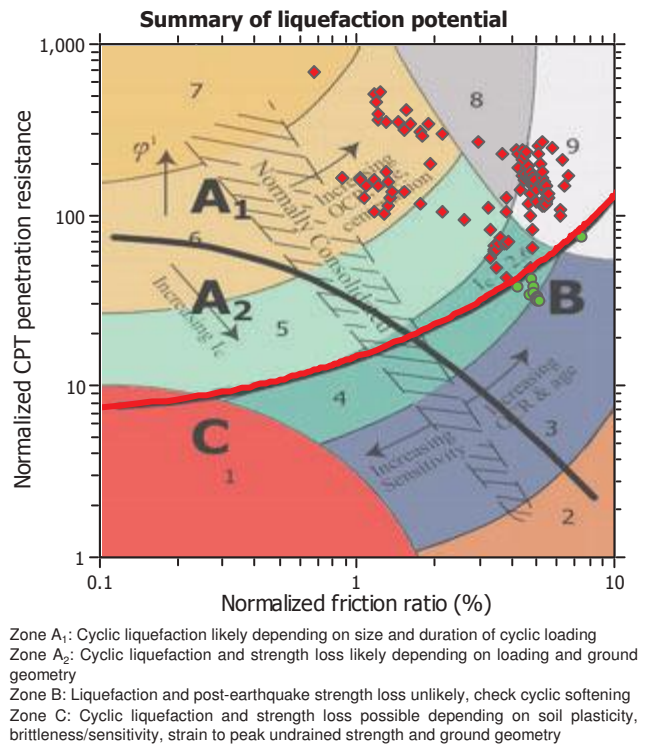 Summary of liquefaction potential
Normalized CPT penetration resistance
1,000
100
10
1
7
8
9
φ'
A1
Increasing
OCR, age,
cementation
Normally Consolidated
6
A2
Increasing Ic
5
B
4
Increasing
OCR & age
C
1
Increasing
Sensitivity
3
2
0.1
1
10
Normalized friction ratio (%)
Zone A1: Cyclic liquefaction likely depending on size and duration of cyclic loading
Zone A2: Cyclic liquefaction and strength loss likely depending on loading and ground
geometry
Zone B: Liquefaction and post-earthquake strength loss unlikely, check cyclic softening
Zone C: Cyclic liquefaction and strength loss possible depending on soil plasticity,
brittleness/sensitivity, strain to peak undrained strength and ground geometry